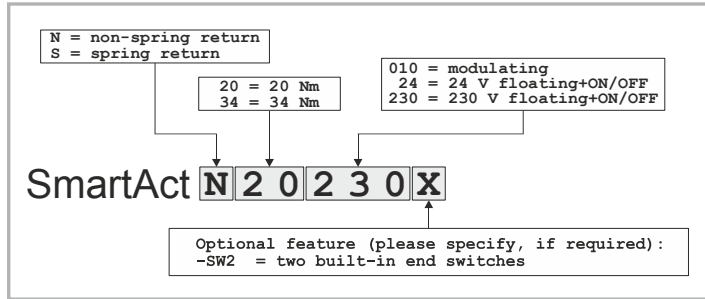 N = non-spring return
S = spring return
20 = 20 Nm
34 = 34 Nm
010 = modulating
24 = 24 V floating+ON/OFF
230 = 230 V floating+ON/OFF
SmartAct N 2 0 2 3 0 X
Optional feature (please specify, if required):
-SW2 = two built-in end switches